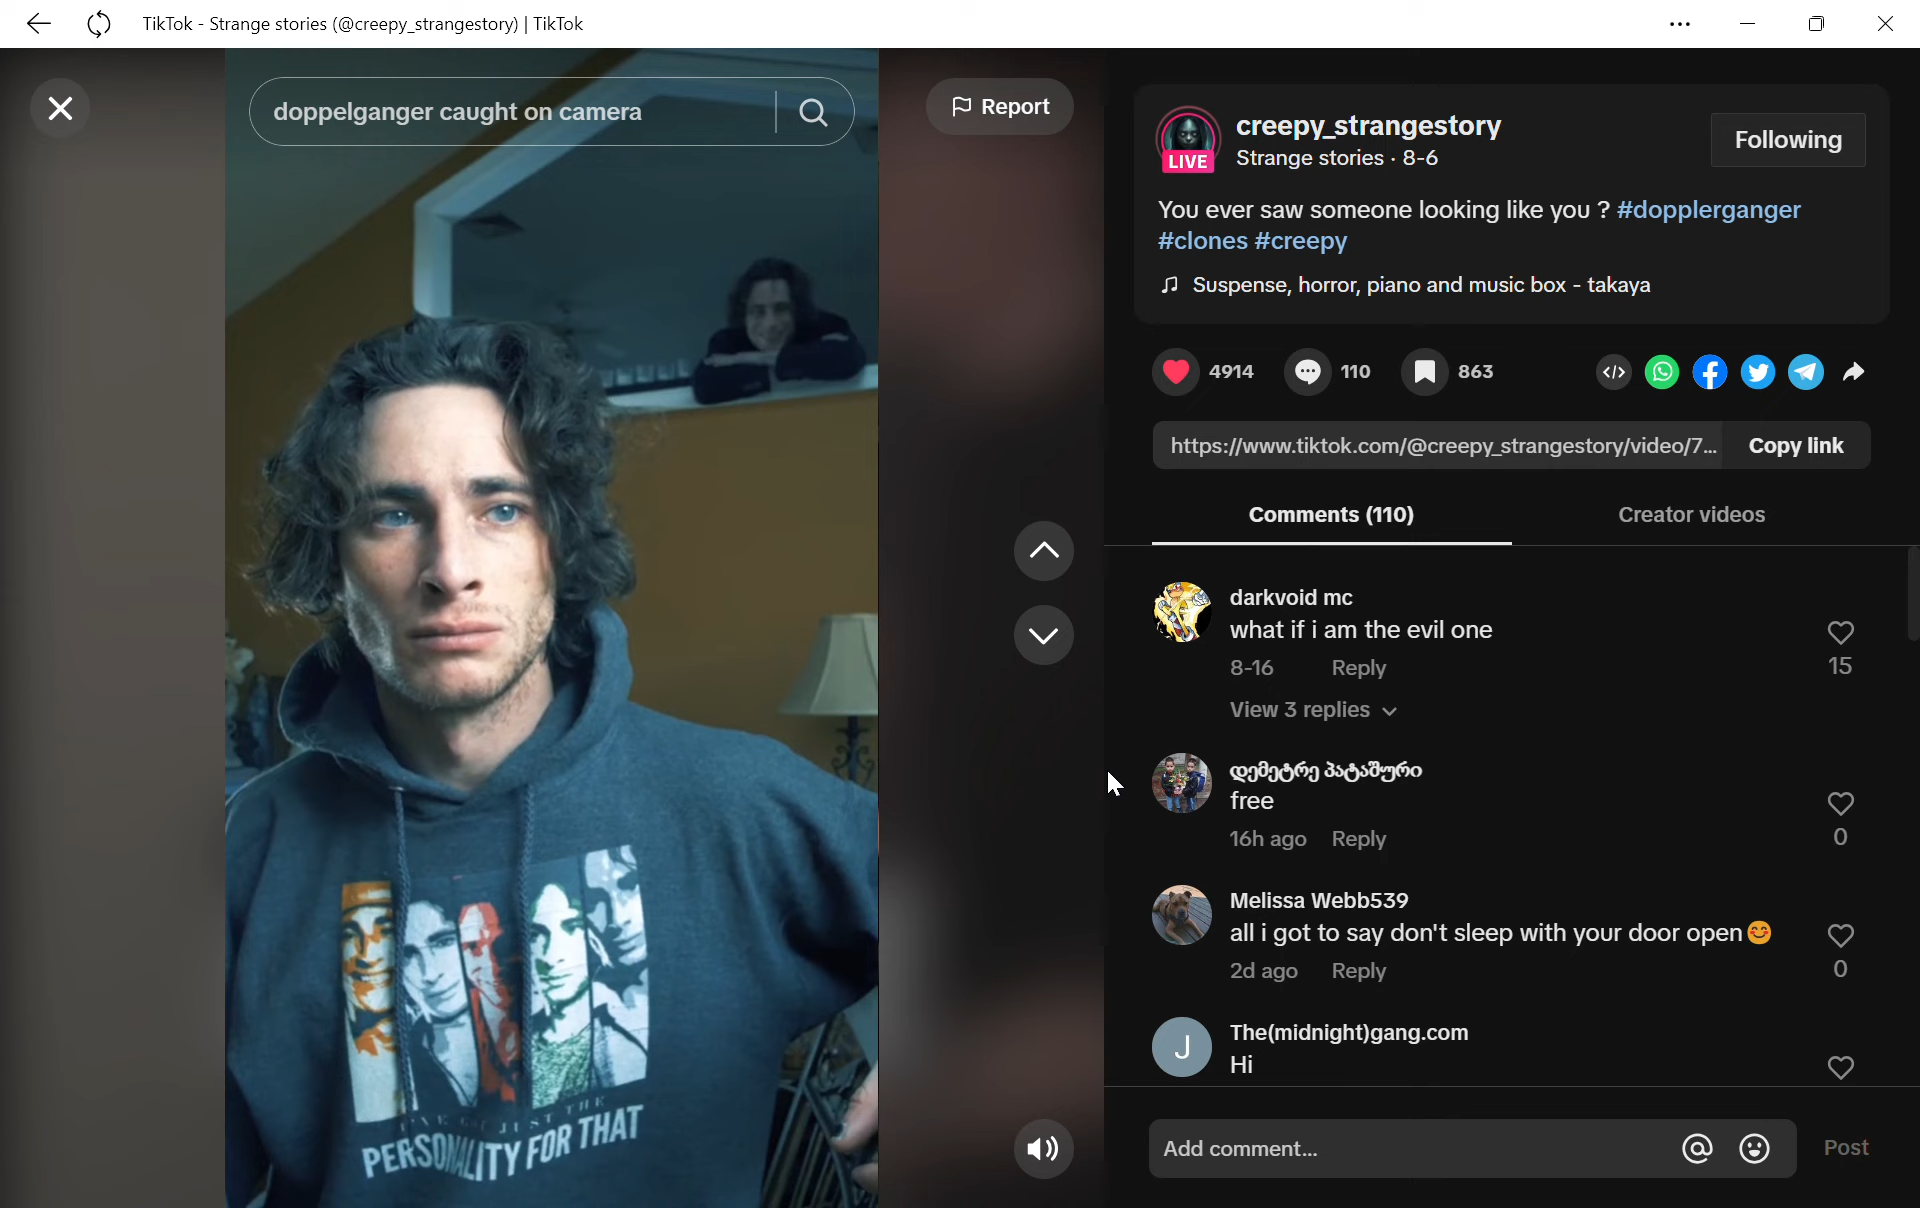 TikTok - Strange stories (@creepy_strangestory) | TikTok
doppelganger caught on camera
Report
PERSONALITY FOR THAT
LIVE
creepy_strangestory
Strange stories · 8-6
Following
You ever saw someone looking like you ? #dopplerganger
#clones #creepy
Suspense, horror, piano and music box - takaya
4914
110
863
https://www.tiktok.com/@creepy_strangestory/video/7...
Copy link
Comments (110)
Creator videos
darkvoid mc
what if i am the evil one
8-16 Reply
15
View 3 replies
დემეტრე პატაშური
free
16h ago Reply
0
Melissa Webb539
all i got to say don't sleep with your door open😊
2d ago Reply
0
J
The(midnight)gang.com
Hi
Add comment...
Post